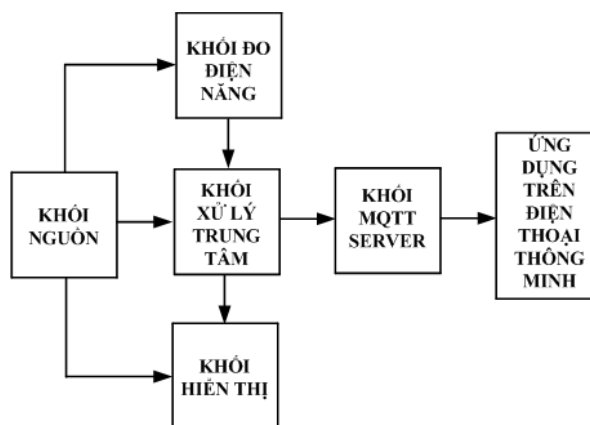 KHỐI ĐO
ĐIỆN
NĂNG
KHỐI
NGUỒN
KHỐI
XỬ LÝ
TRUNG
TÂM
KHỐI
MQTT
SERVER
ỨNG
DỤNG
TRÊN
ĐIỆN
THOẠI
THÔNG
MINH
KHỐI
HIỂN THỊ